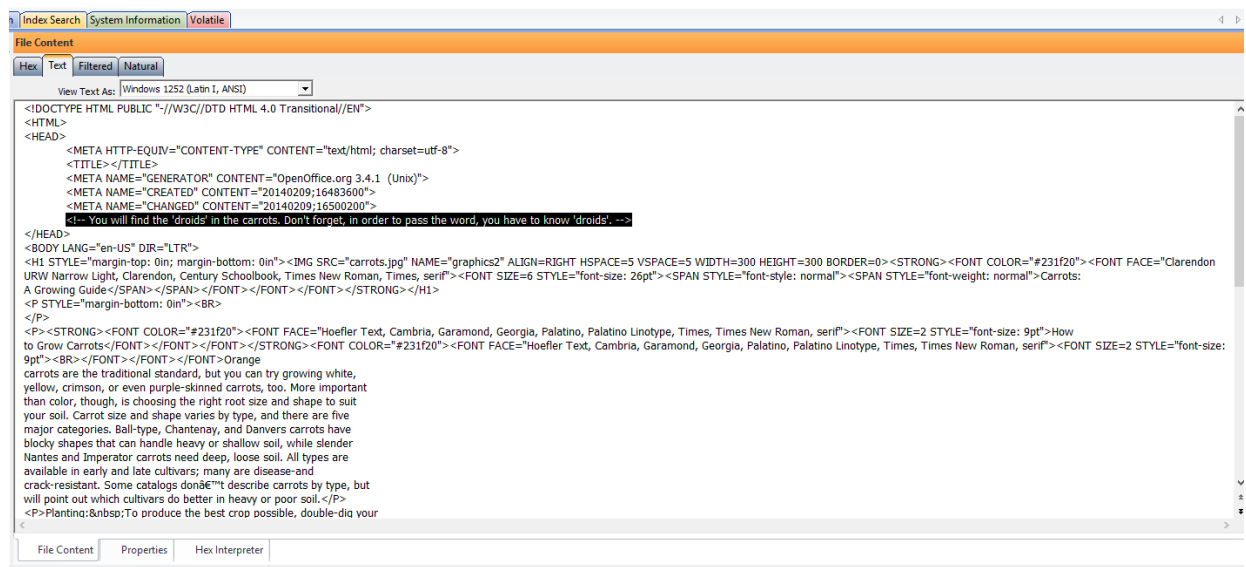 n Index Search System Information Volatile
File Content
Hex Text Filtered Natural
View Text As: Windows 1252 (Latin I, ANSI)
<!DOCTYPE HTML PUBLIC "-//W3C//DTD HTML 4.0 Transitional//EN">
<HTML>
<HEAD>
<META HTTP-EQUIV="CONTENT-TYPE" CONTENT="text/html; charset=utf-8">
<TITLE></TITLE>
<META NAME="GENERATOR" CONTENT="OpenOffice.org 3.4.1  (Unix)">
<META NAME="CREATED" CONTENT="20140209;16483600">
<META NAME="CHANGED" CONTENT="20140209;16500200">
<!-- You will find the 'droids' in the carrots. Don't forget, in order to pass the word, you have to know 'droids'. -->
</HEAD>
<BODY LANG="en-US" DIR="LTR">
<H1 STYLE="margin-top: 0in; margin-bottom: 0in"><IMG SRC="carrots.jpg" NAME="graphics2" ALIGN=RIGHT HSPACE=5 VSPACE=5 WIDTH=300 HEIGHT=300 BORDER=0><STRONG><FONT COLOR="#231f20"><FONT FACE="Clarendon
URW Narrow Light, Clarendon, Century Schoolbook, Times New Roman, Times, serif"><FONT SIZE=6 STYLE="font-size: 26pt"><SPAN STYLE="font-style: normal"><SPAN STYLE="font-weight: normal">Carrots:
A Growing Guide</SPAN></SPAN></FONT></FONT></FONT></STRONG></H1>
<P STYLE="margin-bottom: 0in"><BR>
</P>
<P><STRONG><FONT COLOR="#231f20"><FONT FACE="Hoefler Text, Cambria, Garamond, Georgia, Palatino, Palatino Linotype, Times, Times New Roman, serif"><FONT SIZE=2 STYLE="font-size: 9pt">How
to Grow Carrots</FONT></FONT></FONT></STRONG><FONT COLOR="#231f20"><FONT FACE="Hoefler Text, Cambria, Garamond, Georgia, Palatino, Palatino Linotype, Times, Times New Roman, serif"><FONT SIZE=2 STYLE="font-size:
9pt"><BR></FONT></FONT></FONT>Orange
carrots are the traditional standard, but you can try growing white,
yellow, crimson, or even purple-skinned carrots, too. More important
than color, though, is choosing the right root size and shape to suit
your soil. Carrot size and shape varies by type, and there are five
major categories. Ball-type, Chantenay, and Danvers carrots have
blocky shapes that can handle heavy or shallow soil, while slender
Nantes and Imperator carrots need deep, loose soil. All types are
available in early and late cultivars; many are disease-and
crack-resistant. Some catalogs donâ€™t describe carrots by type, but
will point out which cultivars do better in heavy or poor soil.</P>
<P>Planting:&nbsp;To produce the best crop possible, double-dig your
File Content Properties Hex Interpreter